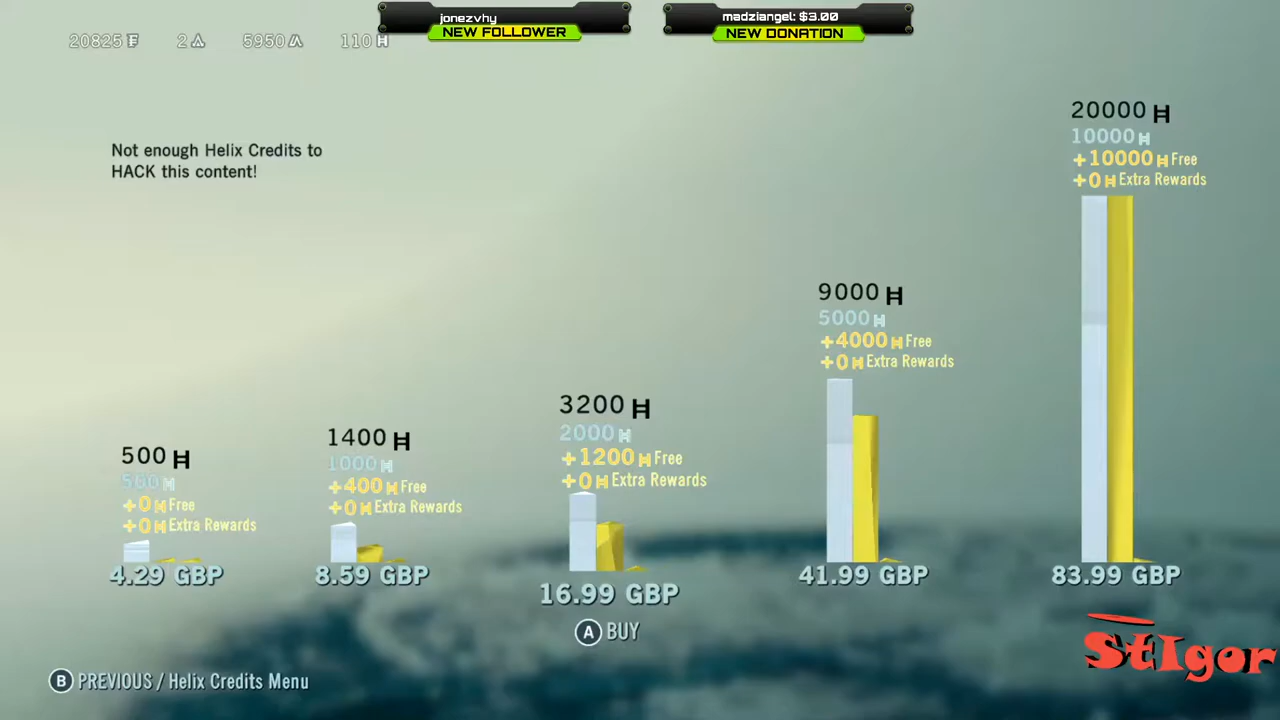 jonezvhy
NEW FOLLOWER
madziangel: $3.00
NEW DONATION
20825 2 5950 110 H
Not enough Helix Credits to
HACK this content!
500 H
500 H
+0 H Free
+0 H Extra Rewards
4.29 GBP
1400 H
1000 H
+400 H Free
+0 H Extra Rewards
8.59 GBP
3200 H
2000 H
+1200 H Free
+0 H Extra Rewards
16.99 GBP
A BUY
9000 H
5000 H
+4000 H Free
+0 H Extra Rewards
41.99 GBP
20000 H
10000 H
+10000 H Free
+0 H Extra Rewards
83.99 GBP
StIgor
B PREVIOUS / Helix Credits Menu